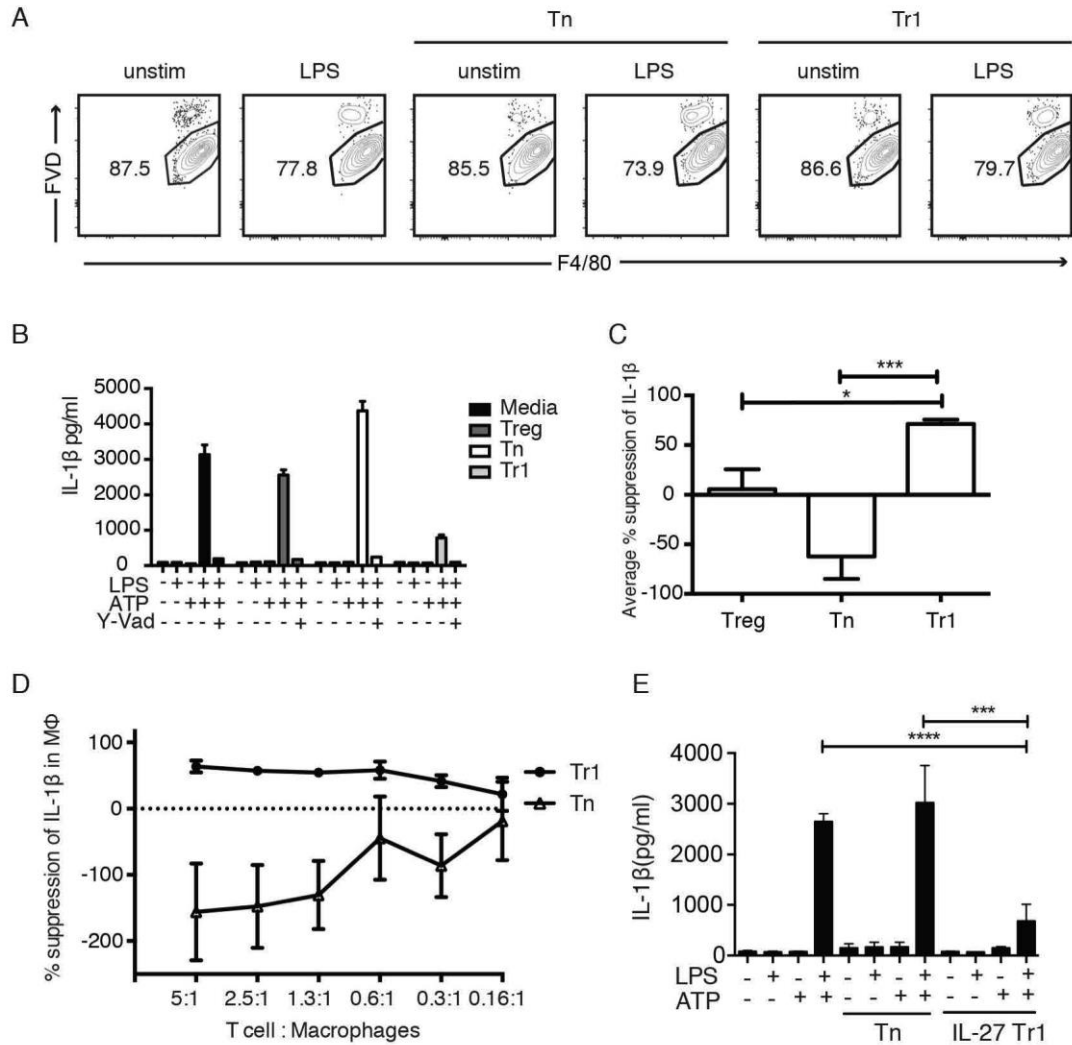 A
Tn Tr1
unstim LPS unstim LPS unstim LPS
FVD
87.5 77.8 85.5 73.9 86.6 79.7
F4/80
B
IL-1β pg/ml
5000
4000
3000
2000
1000
0
Media
Treg
Tn
Tr1
LPS - + - + + - + - + + - + - + + - + - + +
ATP - - + + + - - + + + - - + + + - - + + +
Y-Vad - - - - + - - - - + - - - - + - - - - +
C
Average % suppression of IL-1β
100
50
0
-50
-100
***
*
Treg Tn Tr1
D
% suppression of IL-1β in MΦ
100
0
-100
-200
Tr1
Tn
5:1 2.5:1 1.3:1 0.6:1 0.3:1 0.16:1
T cell : Macrophages
E
IL-1β(pg/ml)
4000
3000
2000
1000
0
***
****
LPS - + - + - + - + - + - +
ATP - - + + - - + + - - + +
Tn IL-27 Tr1